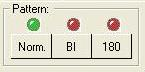 Pattern:
Norm. BI 180